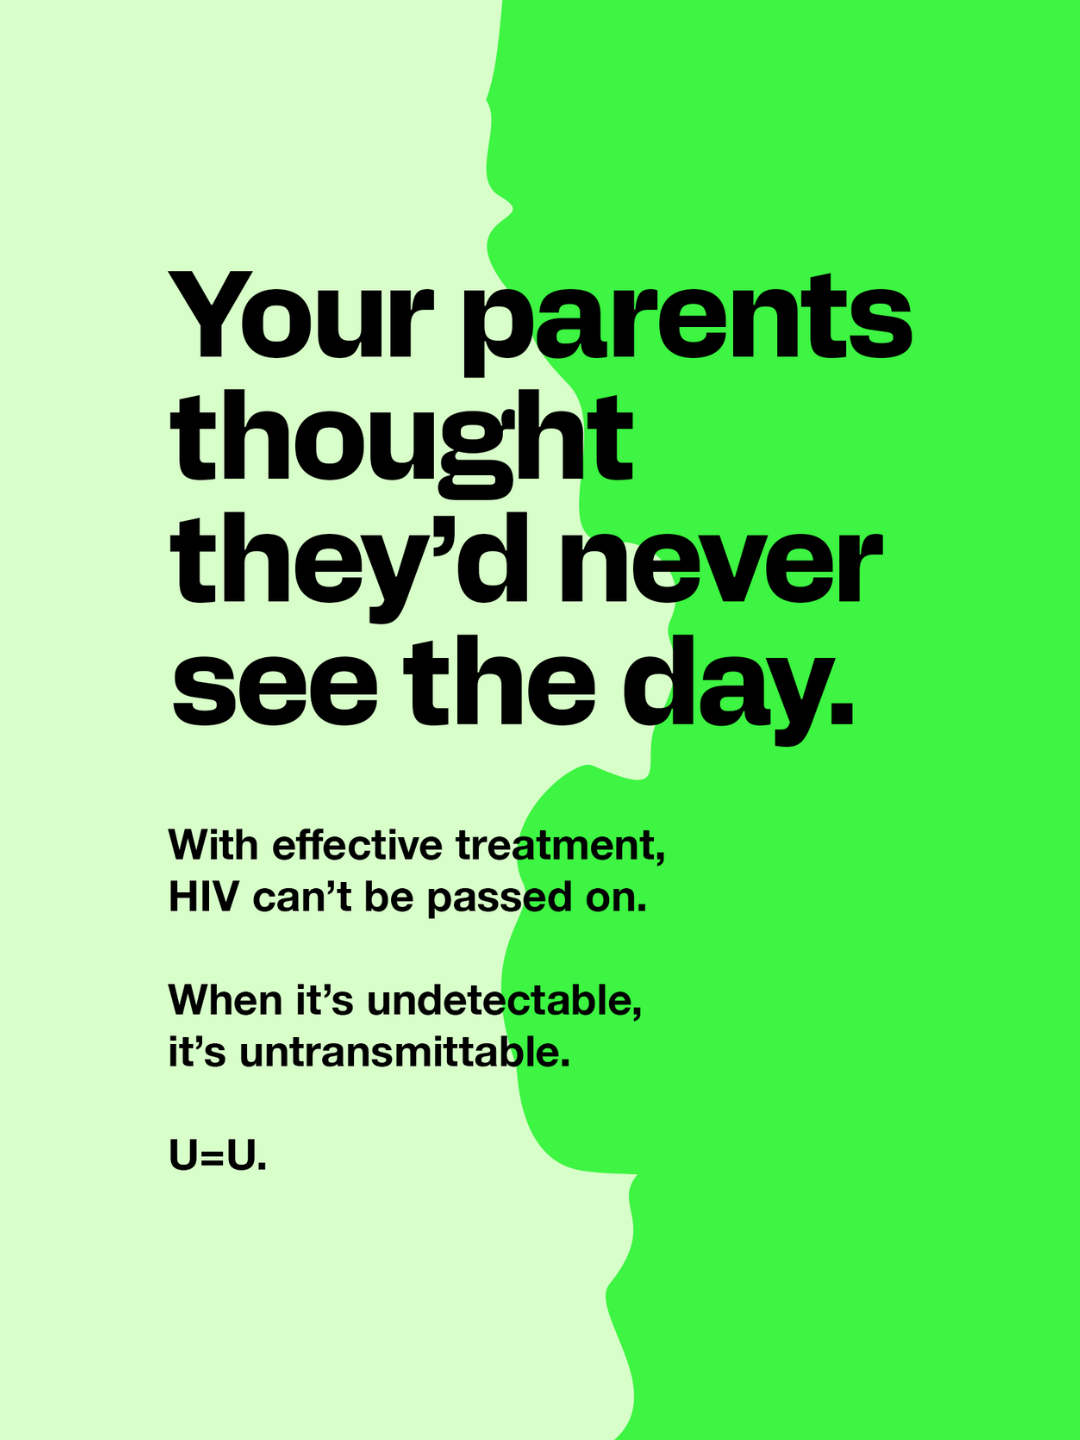 Your parents
thought
they’d never
see the day.
With effective treatment,
HIV can’t be passed on.
When it’s undetectable,
it’s untransmittable.
U=U.